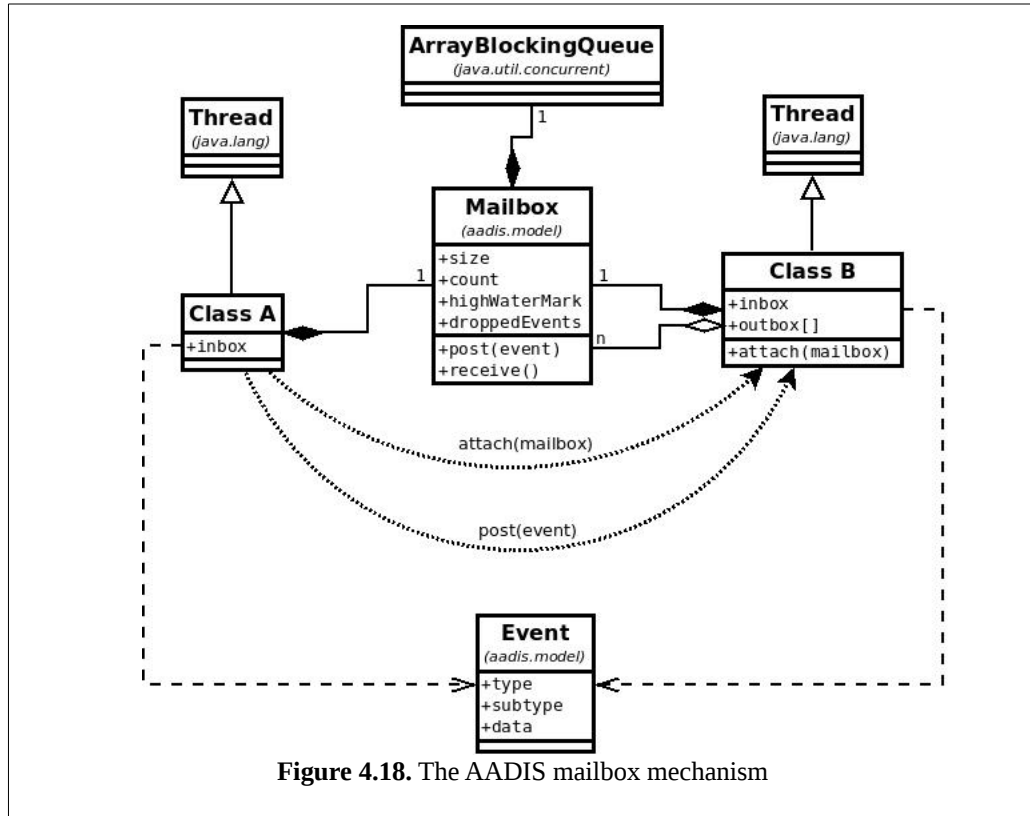 ArrayBlockingQueue
(java.util.concurrent)
1
Thread
(java.lang)
Thread
(java.lang)
Mailbox
(aadis.model)
+size
+count
+highWaterMark
+droppedEvents
+post(event)
+receive()
1
1
n
Class A
+inbox
Class B
+inbox
+outbox[]
+attach(mailbox)
attach(mailbox)
post(event)
Event
(aadis.model)
+type
+subtype
+data
Figure 4.18. The AADIS mailbox mechanism